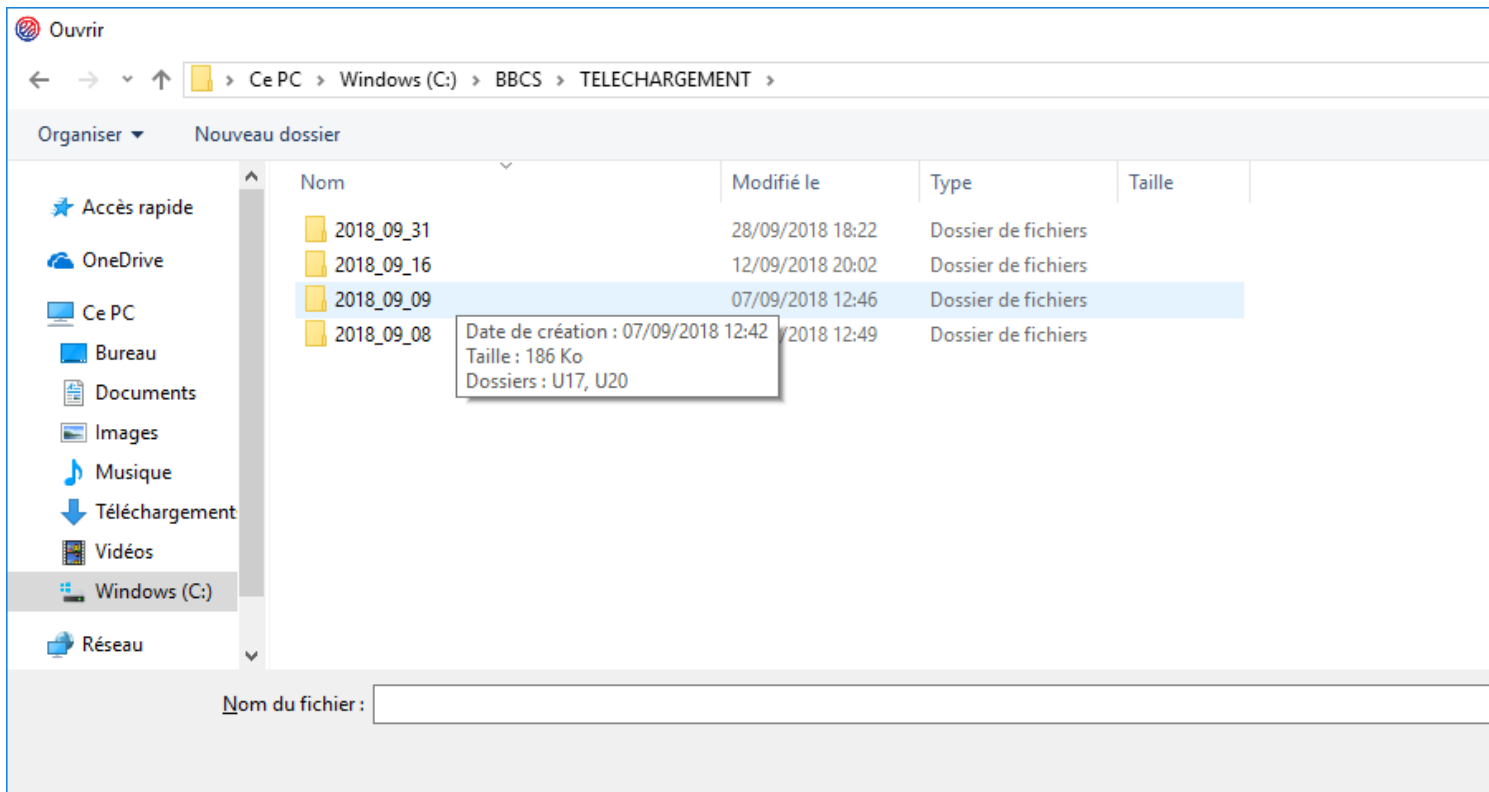 Ouvrir
Ce PC > Windows (C:) > BBCS > TELECHARGEMENT >
Organiser Nouveau dossier
Nom Modifié le Type Taille
Accès rapide
OneDrive
Ce PC
Bureau
Documents
Images
Musique
Téléchargement
Vidéos
Windows (C:)
Réseau
2018_09_31 28/09/2018 18:22 Dossier de fichiers
2018_09_16 12/09/2018 20:02 Dossier de fichiers
2018_09_09 07/09/2018 12:46 Dossier de fichiers
2018_09_08 /2018 12:49 Dossier de fichiers
Date de création : 07/09/2018 12:42
Taille : 186 Ko
Dossiers : U17, U20
Nom du fichier :